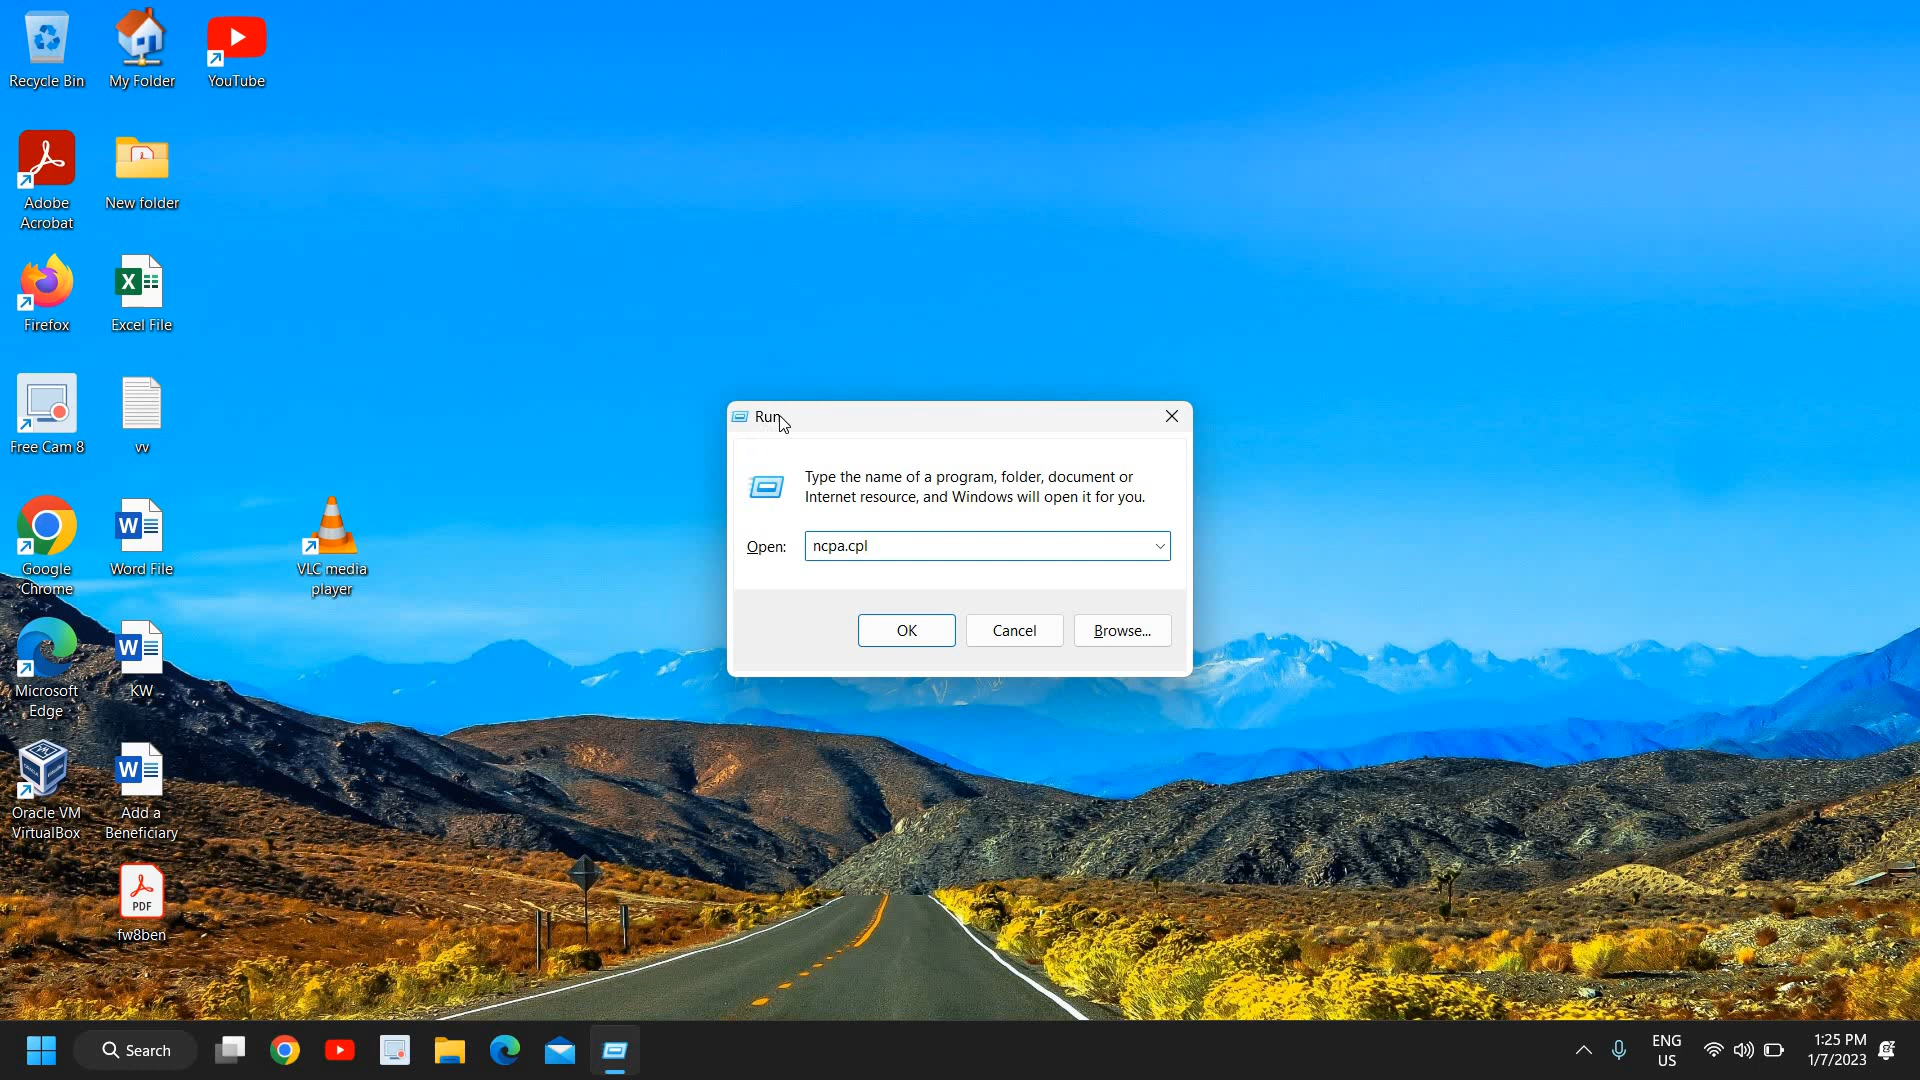 Recycle Bin
My Folder
YouTube
Adobe
Acrobat
New folder
Firefox
Excel File
Free Cam 8
vv
Google
Chrome
Word File
VLC media
player
Microsoft
Edge
KW
Oracle VM
VirtualBox
Add a
Beneficiary
PDF
fw8ben
Run
Type the name of a program, folder, document or
Internet resource, and Windows will open it for you.
Open:
ncpa.cpl
OK
Cancel
Browse...
Search
ENG
US
1:25 PM
1/7/2023